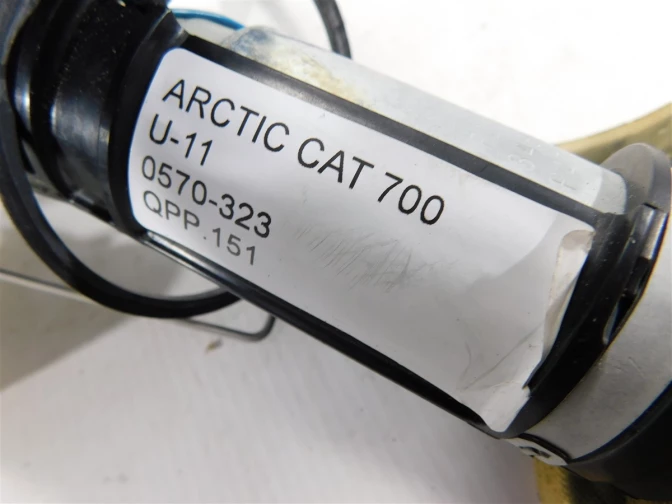 ARCTIC CAT 700
U-11
0570-323
QPP.151